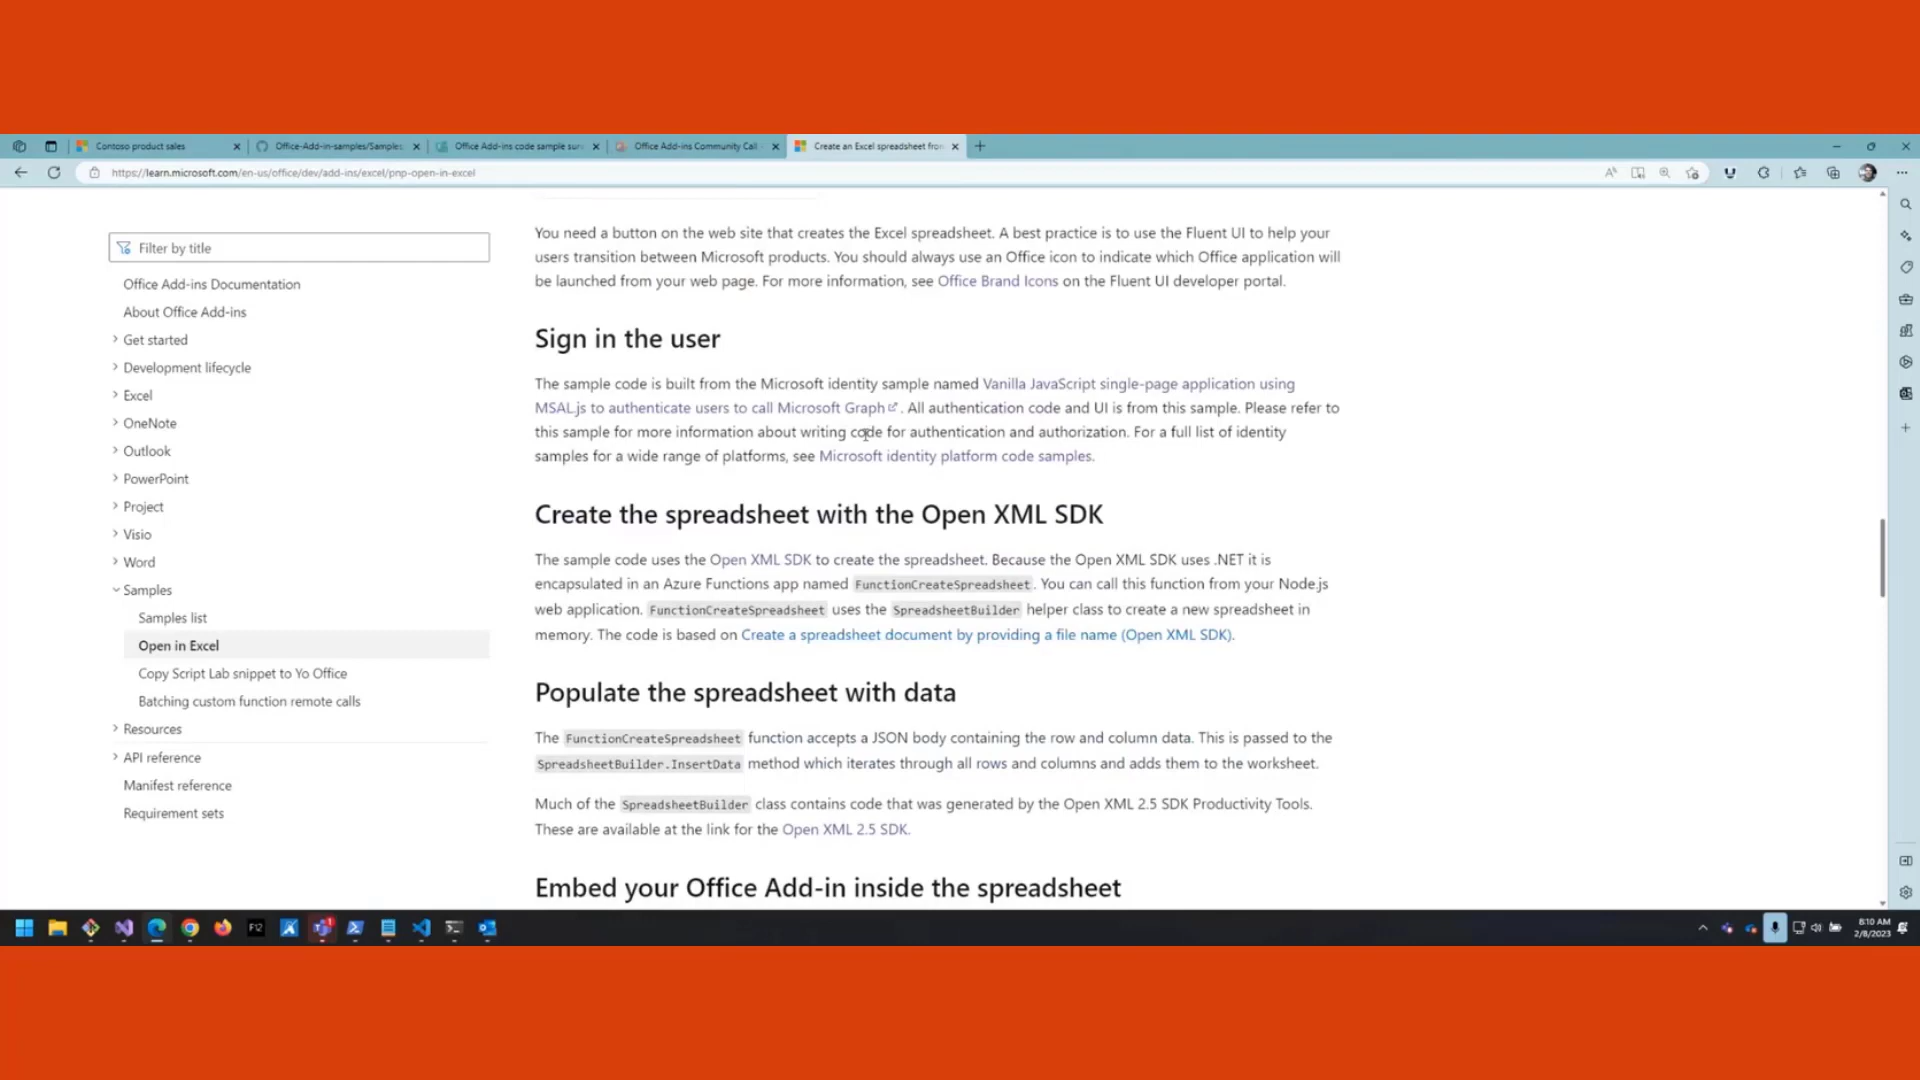 Contoso product sales
Office-Add-in-samples/Samples
Office Add-ins code sample sur
Office Add-ins Community Call
Create an Excel spreadsheet from
https://learn.microsoft.com/en-us/office/dev/add-ins/excel/pnp-open-in-excel
Filter by title
Office Add-ins Documentation
About Office Add-ins
Get started
Development lifecycle
Excel
OneNote
Outlook
PowerPoint
Project
Visio
Word
Samples
Samples list
Open in Excel
Copy Script Lab snippet to Yo Office
Batching custom function remote calls
Resources
API reference
Manifest reference
Requirement sets
You need a button on the web site that creates the Excel spreadsheet. A best practice is to use the Fluent UI to help your
users transition between Microsoft products. You should always use an Office icon to indicate which Office application will
be launched from your web page. For more information, see Office Brand Icons on the Fluent UI developer portal.
Sign in the user
The sample code is built from the Microsoft identity sample named Vanilla JavaScript single-page application using
MSAL.js to authenticate users to call Microsoft Graph. All authentication code and UI is from this sample. Please refer to
this sample for more information about writing code for authentication and authorization. For a full list of identity
samples for a wide range of platforms, see Microsoft identity platform code samples.
Create the spreadsheet with the Open XML SDK
The sample code uses the Open XML SDK to create the spreadsheet. Because the Open XML SDK uses .NET it is
encapsulated in an Azure Functions app named FunctionCreateSpreadsheet. You can call this function from your Node.js
web application. FunctionCreateSpreadsheet uses the SpreadsheetBuilder helper class to create a new spreadsheet in
memory. The code is based on Create a spreadsheet document by providing a file name (Open XML SDK).
Populate the spreadsheet with data
The FunctionCreateSpreadsheet function accepts a JSON body containing the row and column data. This is passed to the
SpreadsheetBuilder.InsertData method which iterates through all rows and columns and adds them to the worksheet.
Much of the SpreadsheetBuilder class contains code that was generated by the Open XML 2.5 SDK Productivity Tools.
These are available at the link for the Open XML 2.5 SDK.
Embed your Office Add-in inside the spreadsheet
8:10 AM
2/8/2023